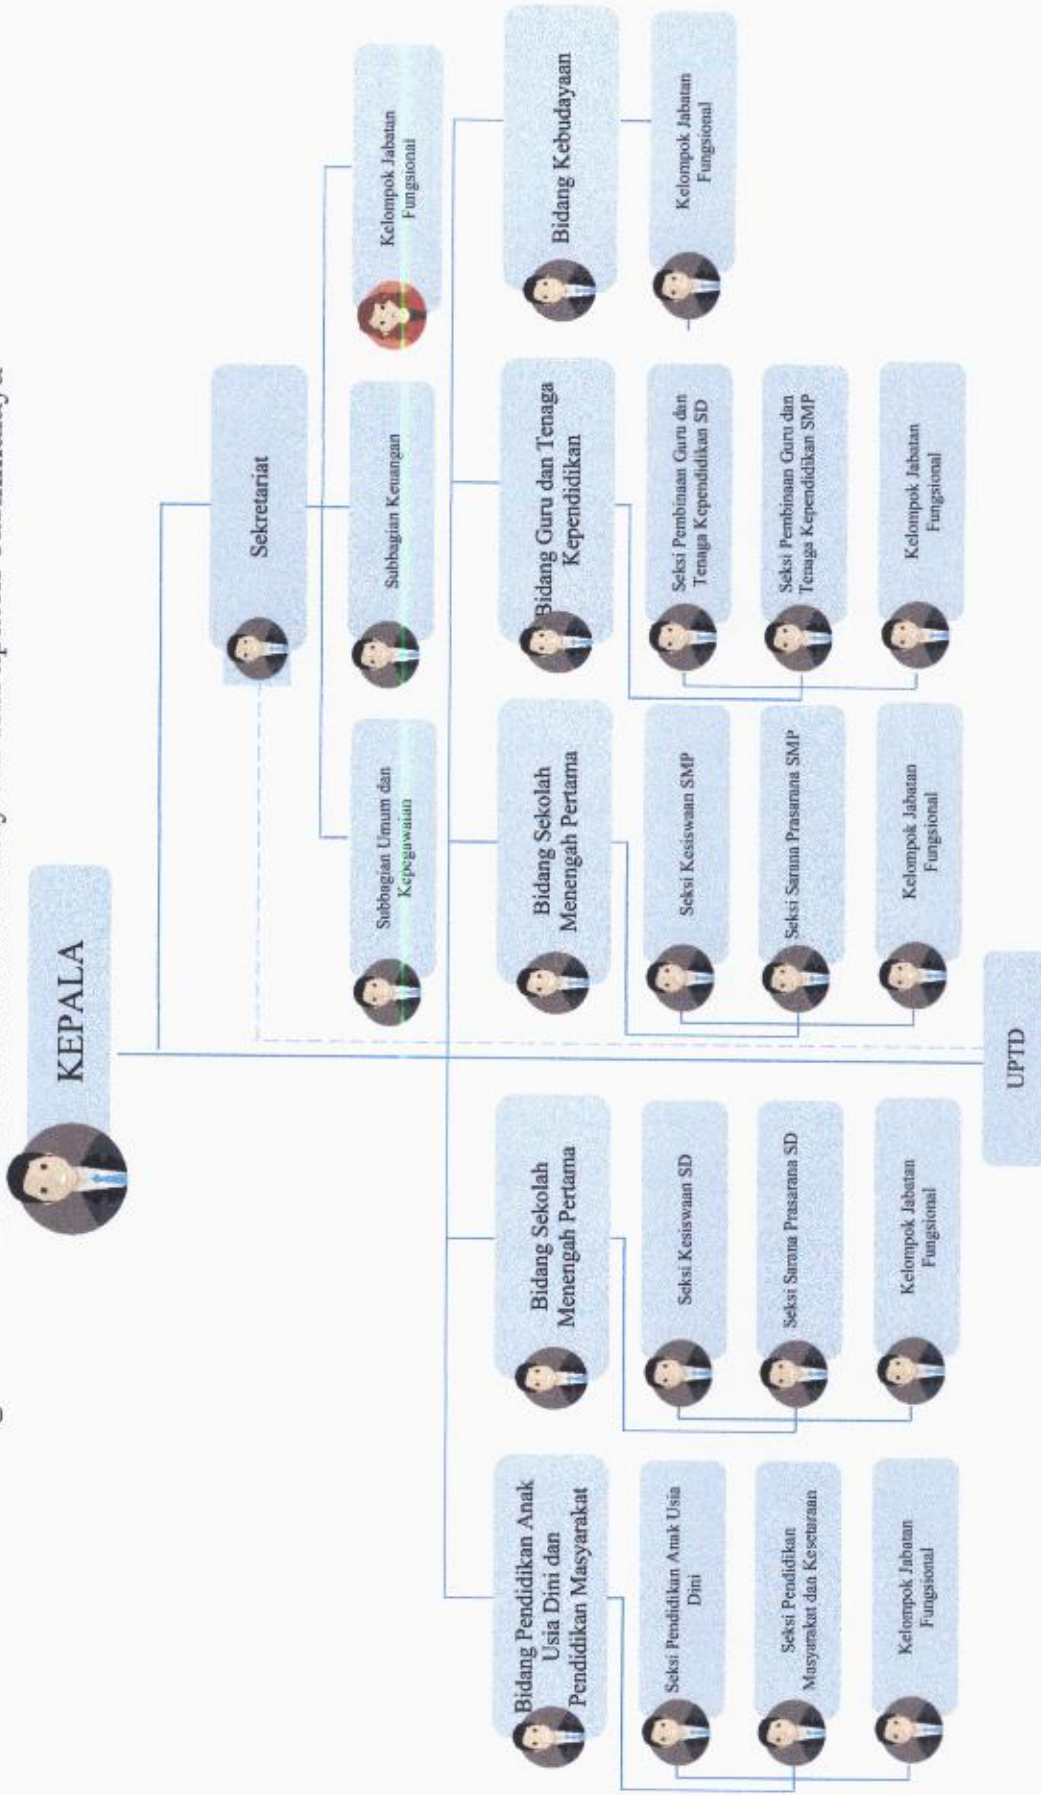 KEPALA
Sekretariat
Subbagian Umum dan
Kepegawaian
Subbagian Keuangan
Kelompok Jabatan
Fungsional
Bidang Pendidikan Anak
Usia Dini dan
Pendidikan Masyarakat
Bidang Sekolah
Menengah Pertama
Bidang Sekolah
Menengah Pertama
Bidang Guru dan Tenaga
Kependidikan
Bidang Kebudayaan
Seksi Pendidikan Anak Usia
Dini
Seksi Kesiswaan SD
Seksi Kesiswaan SMP
Seksi Pembinaan Guru dan
Tenaga Kependidikan SD
Kelompok Jabatan
Fungsional
Seksi Pendidikan
Masyarakat dan Kesetaraan
Seksi Sarana Prasarana SD
Seksi Sarana Prasarana SMP
Seksi Pembinaan Guru dan
Tenaga Kependidikan SMP
Kelompok Jabatan
Fungsional
Kelompok Jabatan
Fungsional
Kelompok Jabatan
Fungsional
Kelompok Jabatan
Fungsional
UPTD